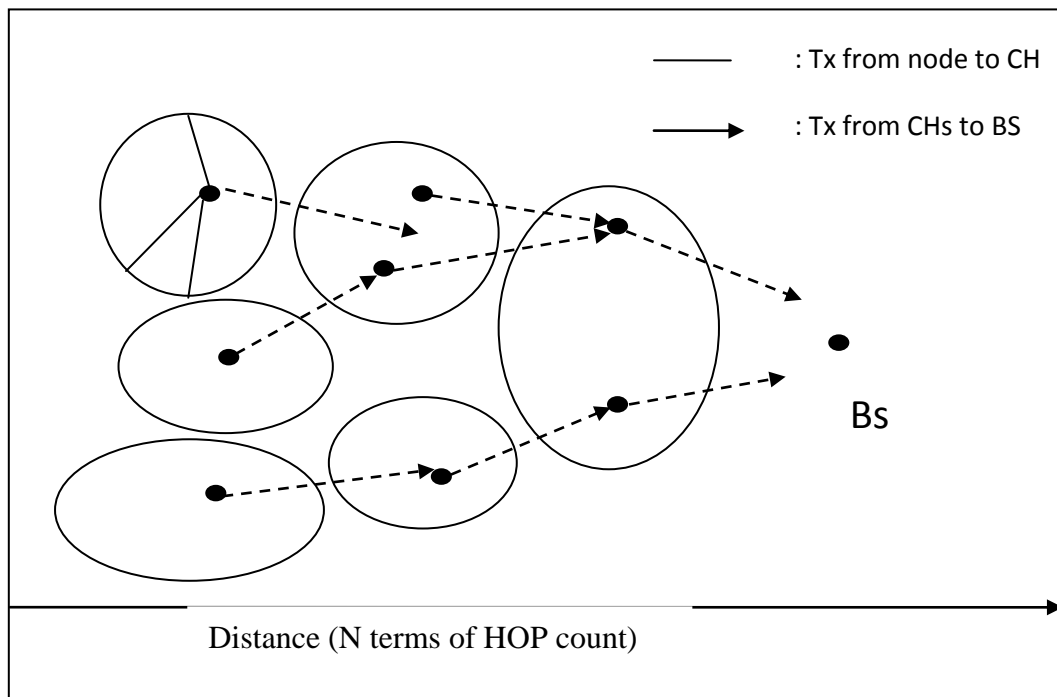 : Tx from node to CH
: Tx from CHs to BS
Bs
Distance (N terms of HOP count)